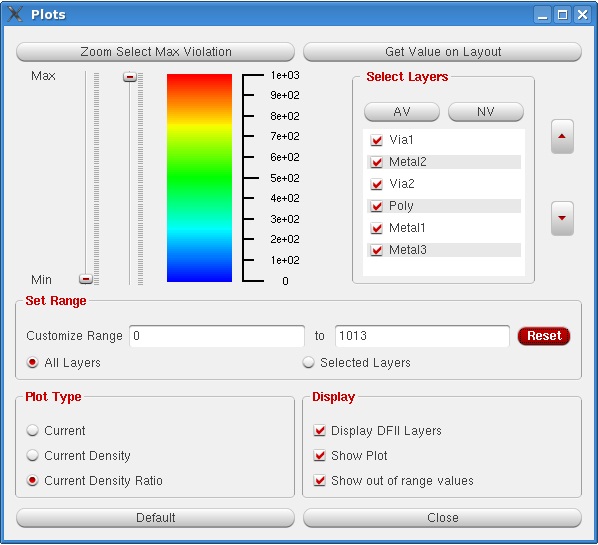 Plots
Zoom Select Max Violation
Get Value on Layout
Max
Min
1e+03
9e+02
8e+02
7e+02
6e+02
5e+02
4e+02
3e+02
2e+02
1e+02
0
Select Layers
AV
NV
Via1
Metal2
Via2
Poly
Metal1
Metal3
Set Range
Customize Range 0 to 1013 Reset
All Layers
Selected Layers
Plot Type
Current
Current Density
Current Density Ratio
Display
Display DFII Layers
Show Plot
Show out of range values
Default
Close